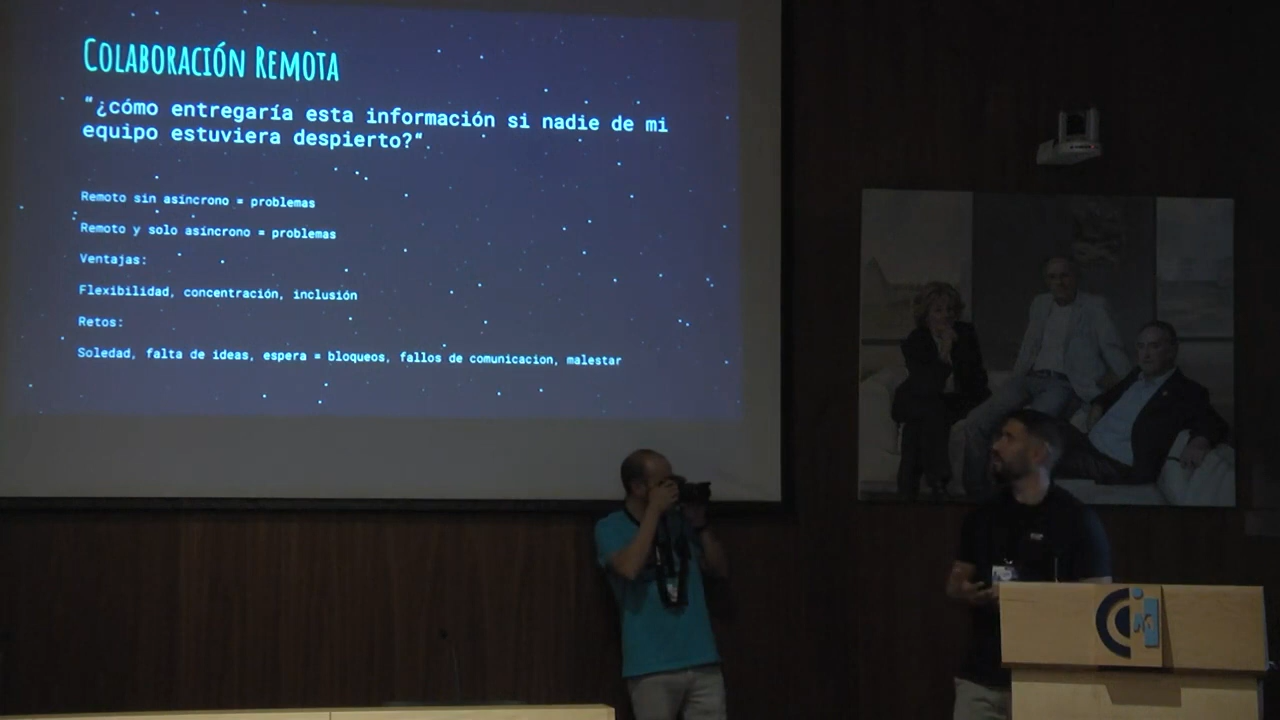 COLABORACIÓN REMOTA
“¿cómo entregaría esta información si nadie de mi
equipo estuviera despierto?“
Remoto sin asíncrono = problemas
Remoto y solo asíncrono = problemas
Ventajas:
Flexibilidad, concentración, inclusión
Retos:
Soledad, falta de ideas, espera = bloqueos, fallos de comunicacion, malestar